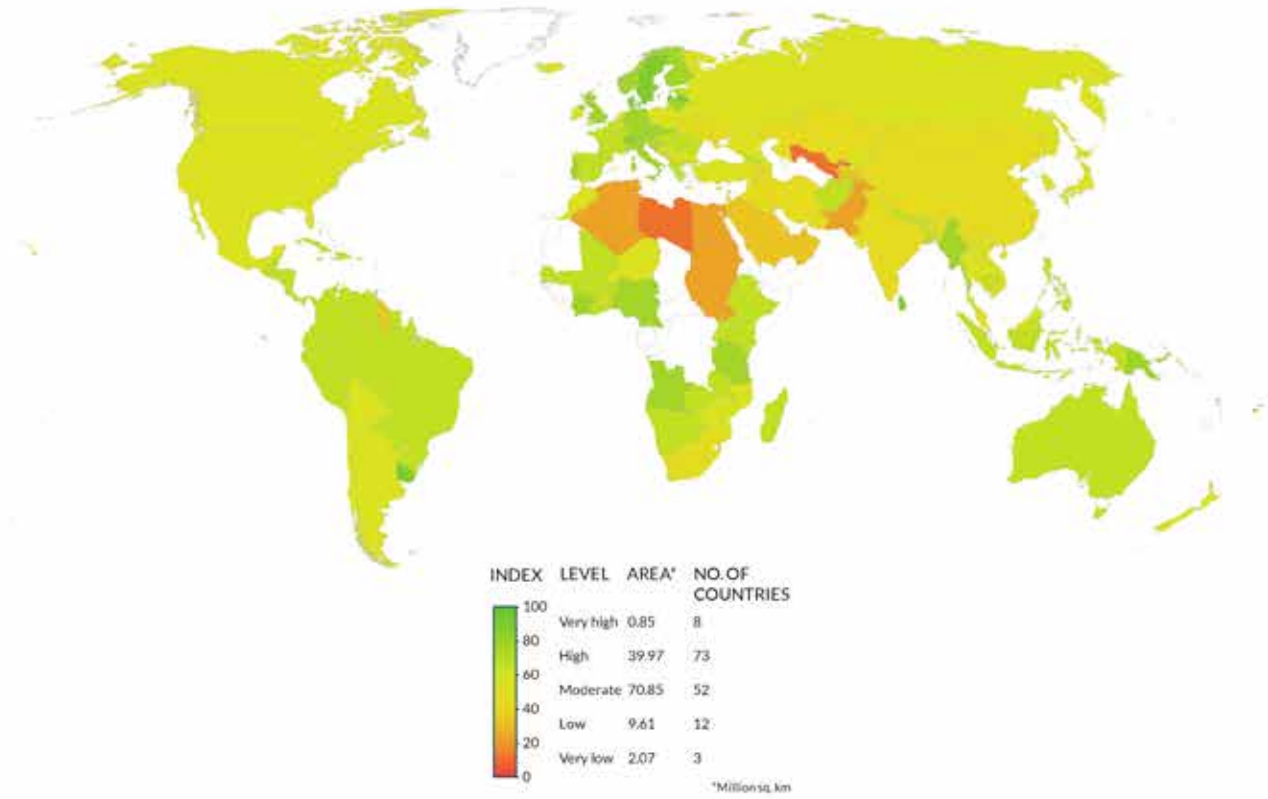 INDEX LEVEL AREA* NO. OF
COUNTRIES
100
Very high 0.85 8
80
High 39.97 73
60
Moderate 70.85 52
40
Low 9.61 12
20
Very low 2.07 3
0
*Million sq. km